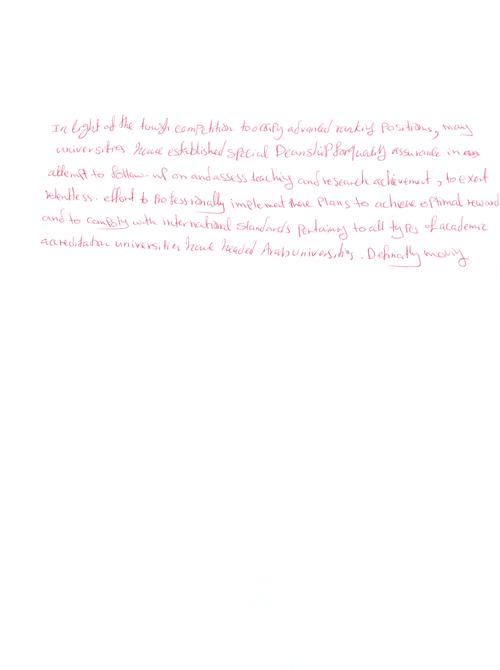 In light of the tough competition to occupy advanced ranking positions, many
universities have established special Deanship for quality assurance in an
attempt to follow-up on and assess teaching and research achievement, to exert
relentless. effort to professionally implement these plans to achieve optimal reward
and to comply with international standards pertaining to all types of academic
accreditation universities have headed Arab universities. Definatly moving